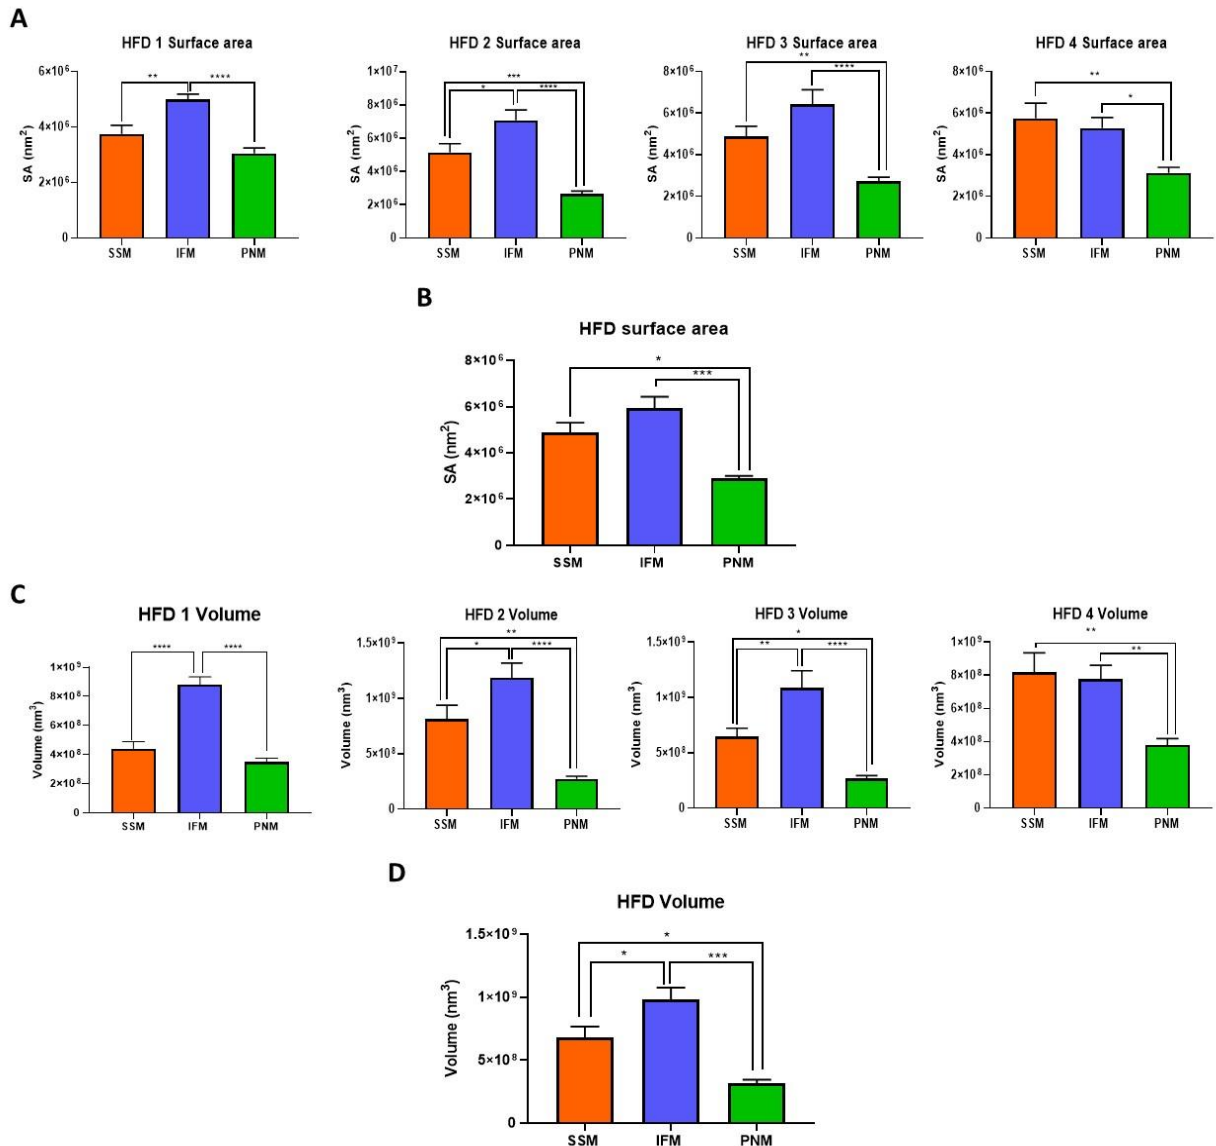 A
HFD 1 Surface area
SA (nm²)
6×10⁶
4×10⁶
2×10⁶
0
** ****
SSM IFM PNM
HFD 2 Surface area
SA (nm²)
1×10⁷
8×10⁶
6×10⁶
4×10⁶
2×10⁶
0
***
* ****
SSM IFM PNM
HFD 3 Surface area
SA (nm²)
8×10⁶
6×10⁶
4×10⁶
2×10⁶
0
**
****
SSM IFM PNM
HFD 4 Surface area
SA (nm²)
8×10⁶
6×10⁶
4×10⁶
2×10⁶
0
**
*
SSM IFM PNM
B
HFD surface area
SA (nm²)
8×10⁶
6×10⁶
4×10⁶
2×10⁶
0
*
***
SSM IFM PNM
C
HFD 1 Volume
Volume (nm³)
1×10⁹
8×10⁸
6×10⁸
4×10⁸
2×10⁸
0
**** ****
SSM IFM PNM
HFD 2 Volume
Volume (nm³)
1.5×10⁹
1×10⁹
5×10⁸
0
**
* ****
SSM IFM PNM
HFD 3 Volume
Volume (nm³)
1.5×10⁹
1×10⁹
5×10⁸
0
*
** ****
SSM IFM PNM
HFD 4 Volume
Volume (nm³)
1×10⁹
8×10⁸
6×10⁸
4×10⁸
2×10⁸
0
**
**
SSM IFM PNM
D
HFD Volume
Volume (nm³)
1.5×10⁹
1×10⁹
5×10⁸
0
*
* ***
SSM IFM PNM